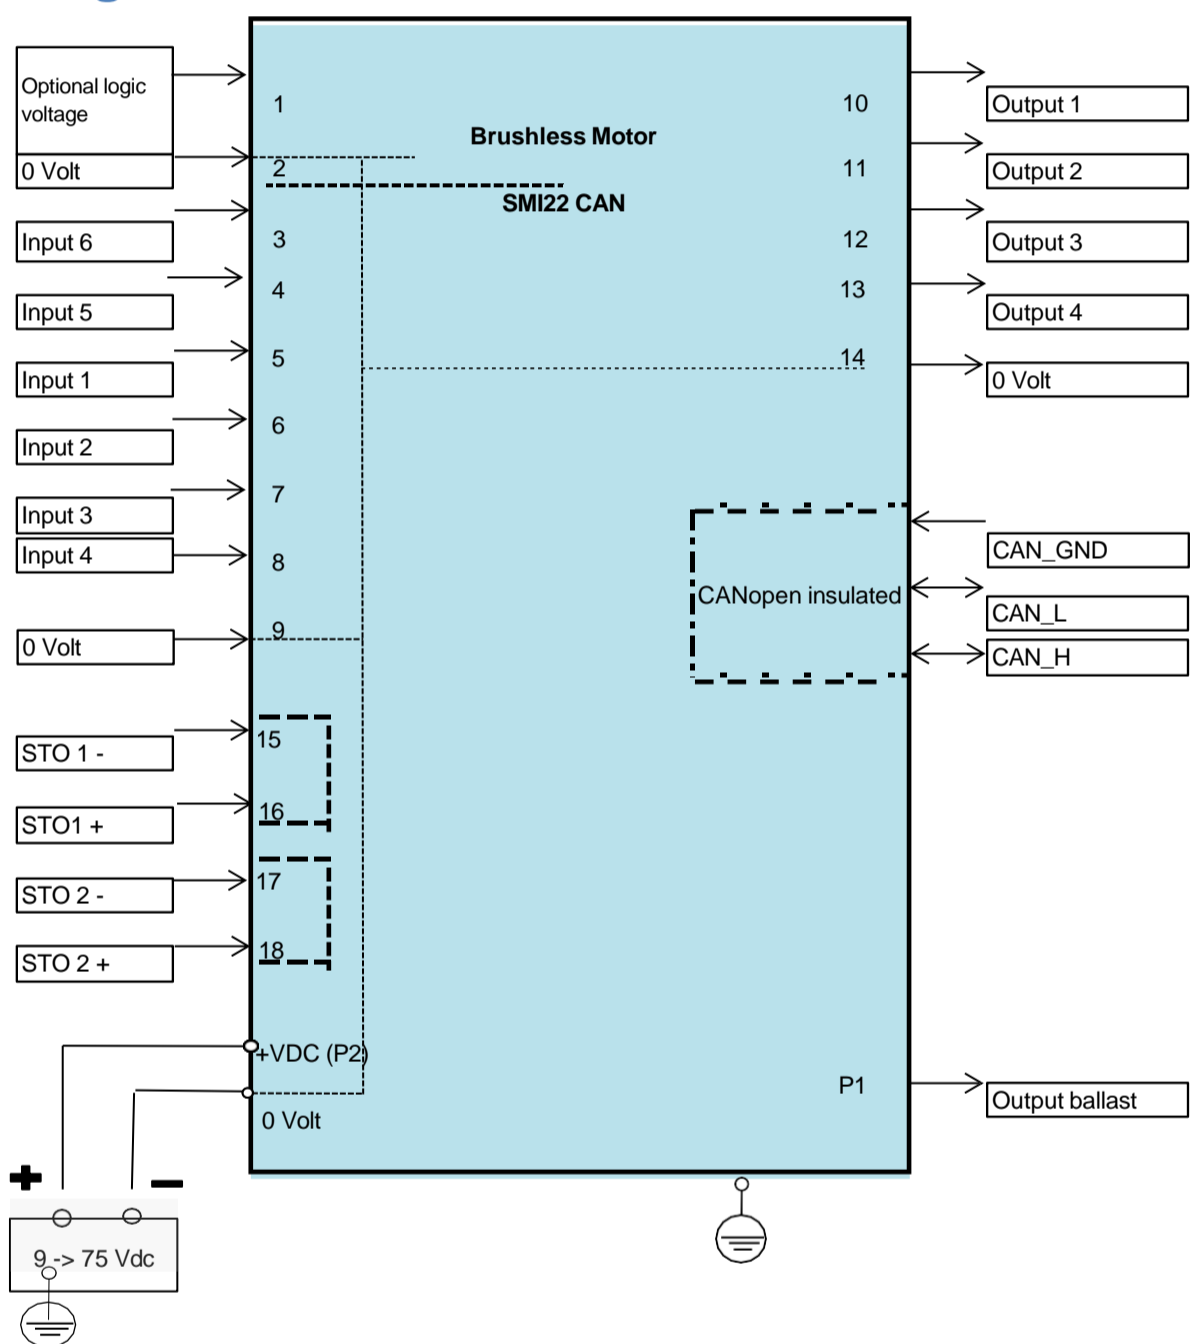 Optional logic
voltage
0 Volt
Input 6
Input 5
Input 1
Input 2
Input 3
Input 4
0 Volt
STO 1 -
STO1 +
STO 2 -
STO 2 +
1
2
3
4
5
6
7
8
9
15
16
17
18
+VDC (P2)
0 Volt
Brushless Motor
SMI22 CAN
10
11
12
13
14
CANopen insulated
P1
Output 1
Output 2
Output 3
Output 4
0 Volt
CAN_GND
CAN_L
CAN_H
Output ballast
9 -> 75 Vdc